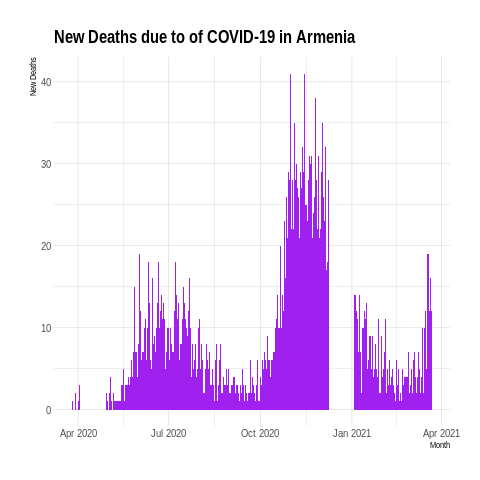 New Deaths due to of COVID-19 in Armenia
New Deaths
40
30
20
10
0
Apr 2020 Jul 2020 Oct 2020 Jan 2021 Apr 2021
Month